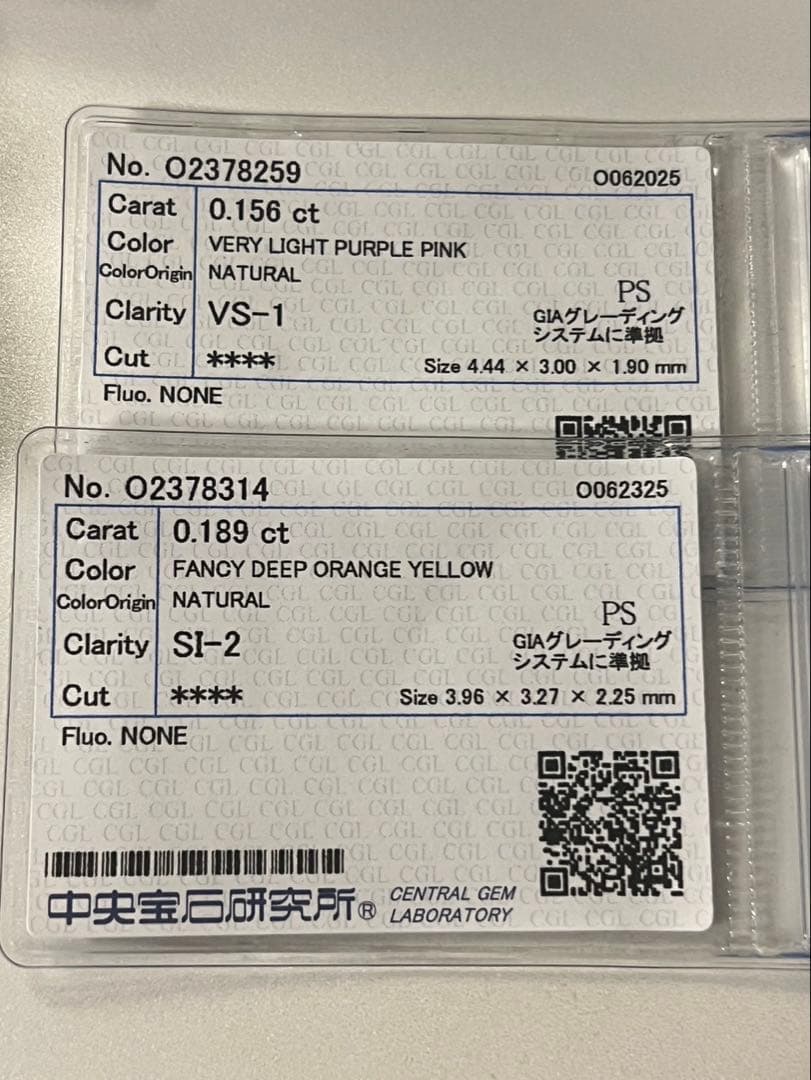 No. O2378259 O062025
Carat 0.156 ct
Color VERY LIGHT PURPLE PINK
ColorOrigin NATURAL
PS
Clarity VS-1 GIAグレーディング
システムに準拠
Cut **** Size 4.44 × 3.00 × 1.90 mm
Fluo. NONE
No. O2378314 O062325
Carat 0.189 ct
Color FANCY DEEP ORANGE YELLOW
ColorOrigin NATURAL
PS
Clarity SI-2 GIAグレーディング
システムに準拠
Cut **** Size 3.96 × 3.27 × 2.25 mm
Fluo. NONE
中央宝石研究所® CENTRAL GEM
LABORATORY